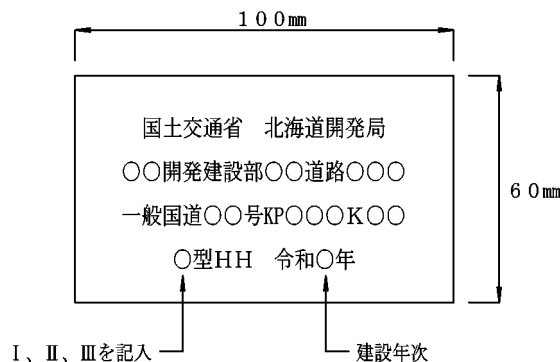 100mm
国土交通省　北海道開発局
○○開発建設部○○道路○○○
60mm
一般国道○○号KP○○○K○○
○型HH　令和○年
Ⅰ、Ⅱ、Ⅲを記入
建設年次